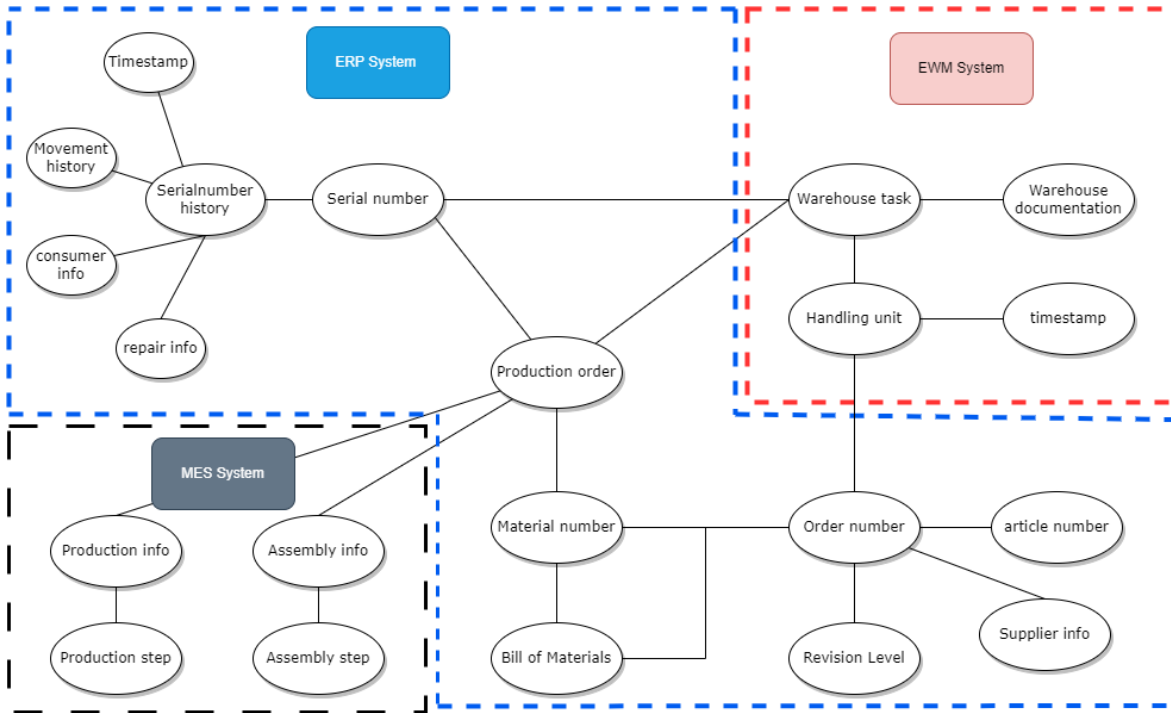 ERP System
EWM System
Timestamp
Movement
history
Serialnumber
history
Serial number
Warehouse task
Warehouse
documentation
consumer
info
Handling unit
timestamp
repair info
Production order
MES System
Material number
Order number
article number
Production info
Assembly info
Supplier info
Production step
Assembly step
Bill of Materials
Revision Level